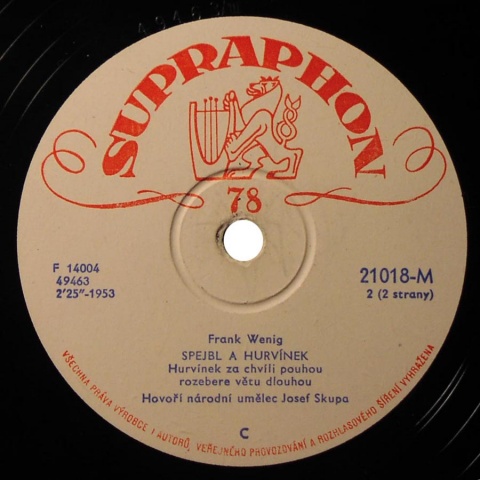 SUPRAPHON
78
F 14004
49463
2'25"-1953
21018-M
2 (2 strany)
Frank Wenig
SPEJBL A HURVÍNEK
Hurvínek za chvíli pouhou
rozebere větu dlouhou
Hovoří národní umělec Josef Skupa
C
VŠECHNA PRÁVA VÝROBCE I AUTORŮ, VEŘEJNÉHO PROVOZOVÁNÍ A ROZHLASOVÉHO ŠÍŘENÍ VYHRAŽENA